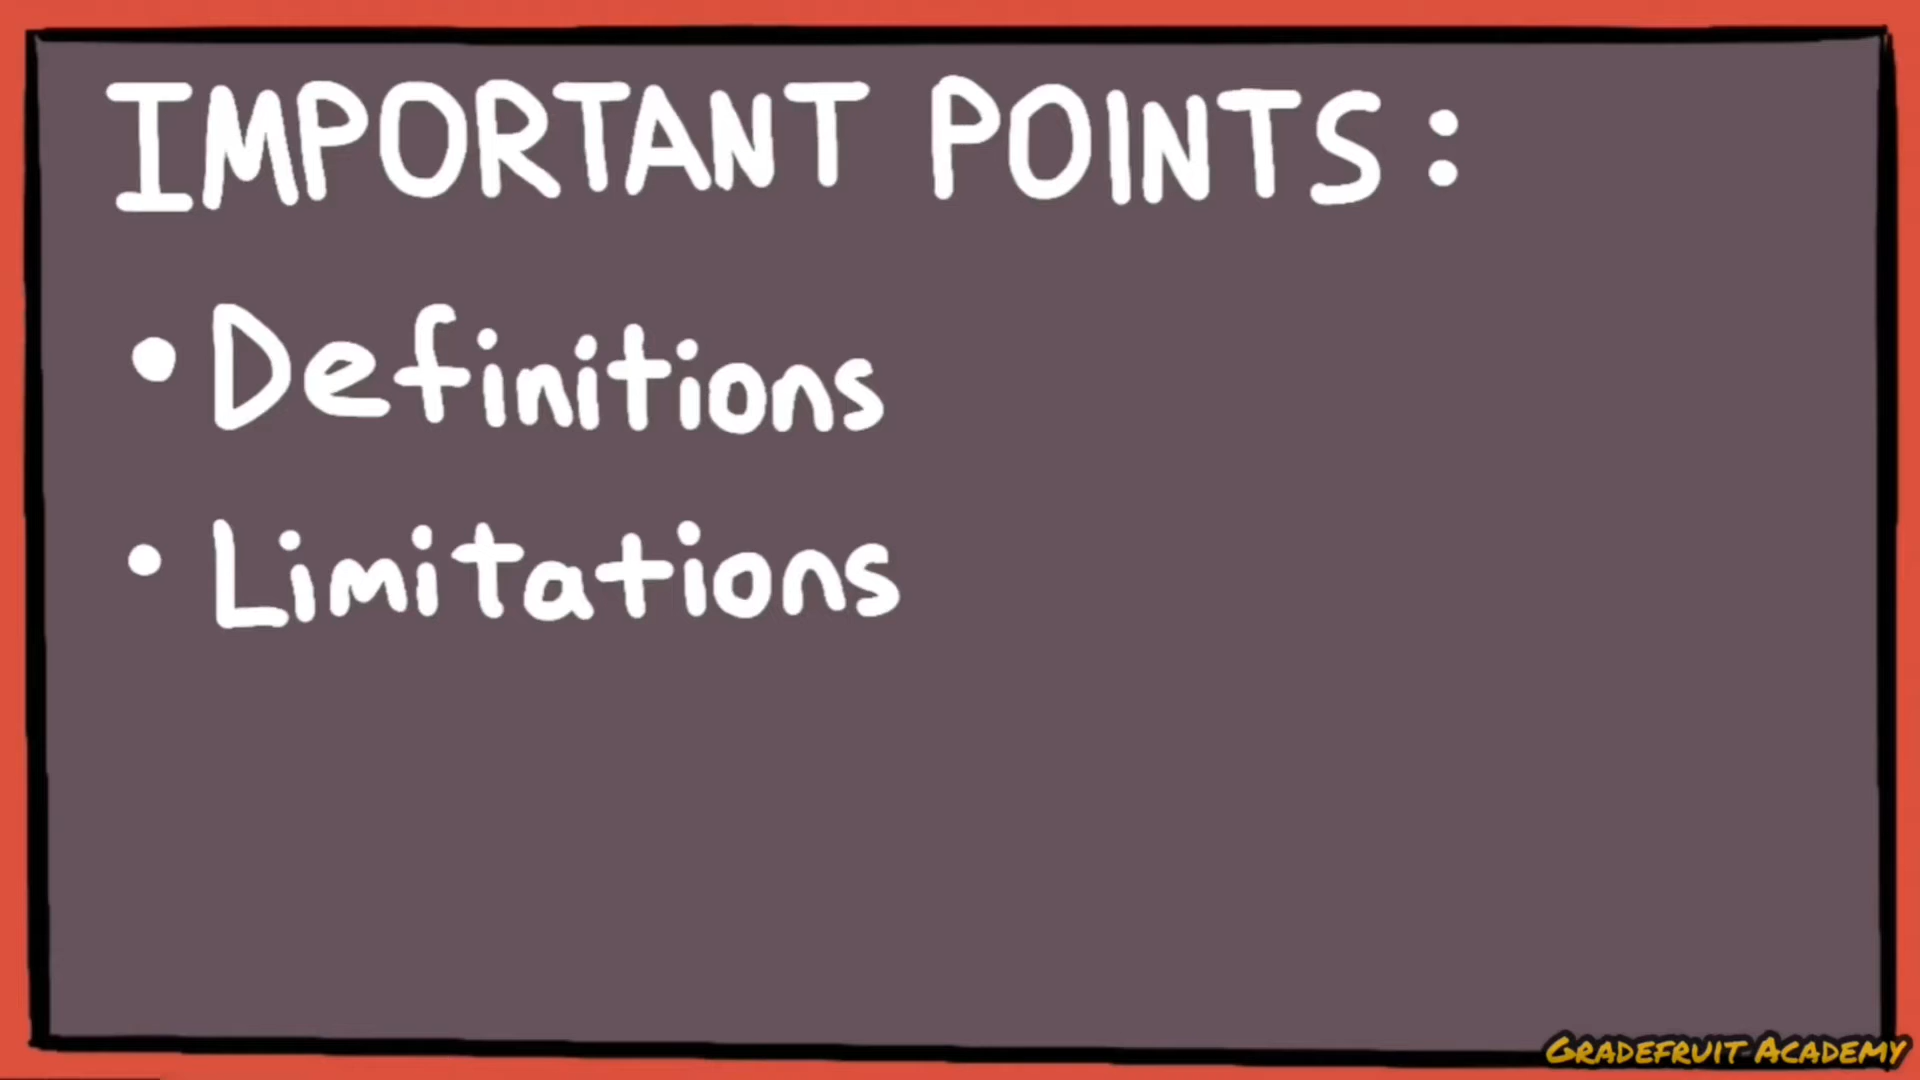 IMPORTANT POINTS:
• Definitions
• Limitations
GRADEFRUIT ACADEMY